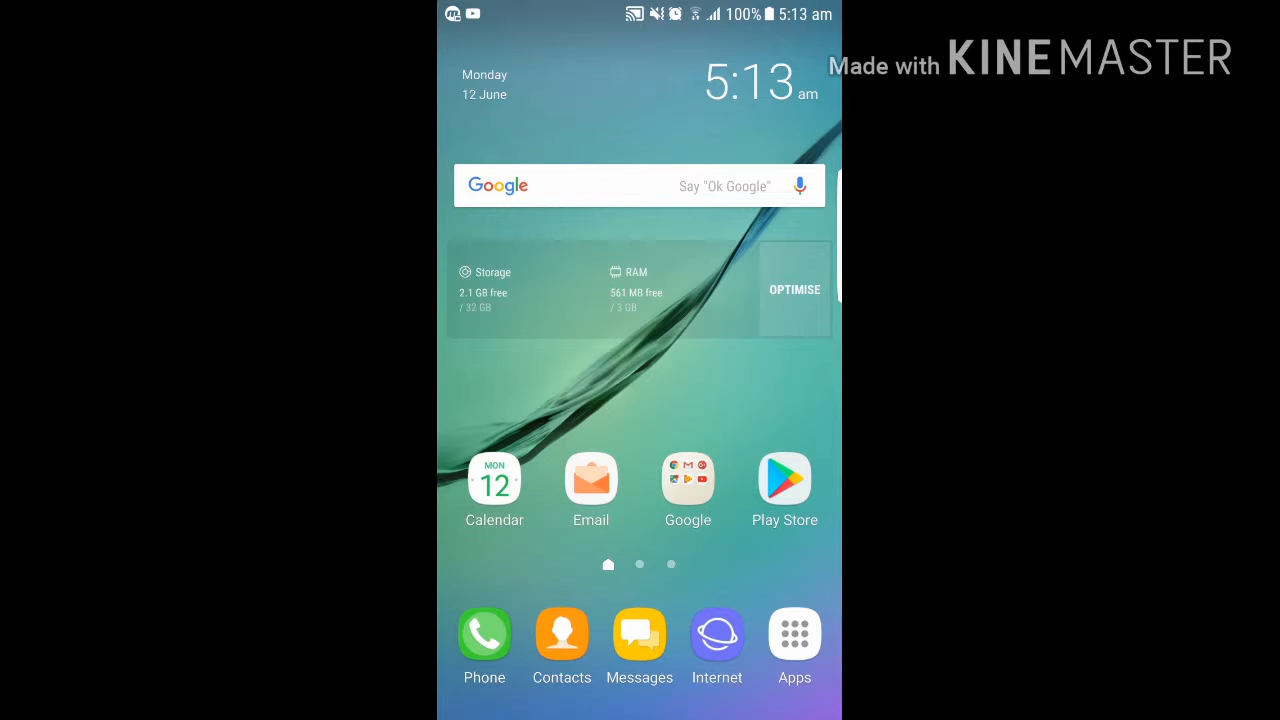 100% 5:13 am
Made with KINEMASTER
Monday
12 June
5:13 am
Google Say "Ok Google"
Storage
2.1 GB free
/ 32 GB
RAM
561 MB free
/ 3 GB
OPTIMISE
MON
12
Calendar Email Google Play Store
Phone Contacts Messages Internet Apps